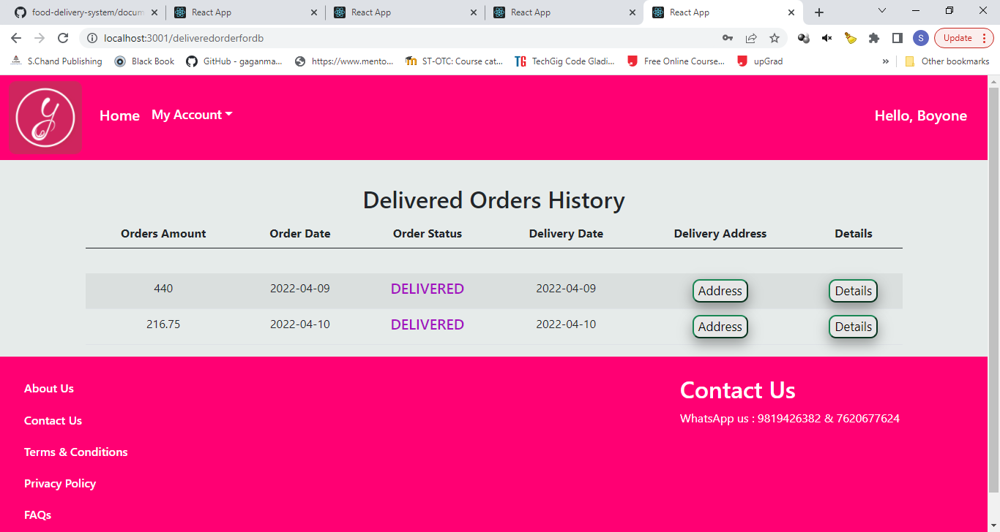 food-delivery-system/docum
React App
React App
React App
React App
localhost:3001/deliveredorderfordb
S
Update
S.Chand Publishing
Black Book
GitHub - gaganma...
https://www.mento...
ST-OTC: Course cat...
TG TechGig Code Gladi...
Free Online Course...
upGrad
»
Other bookmarks
y
Home
My Account
Hello, Boyone
Delivered Orders History
Orders Amount Order Date Order Status Delivery Date Delivery Address Details
440 2022-04-09 DELIVERED 2022-04-09 Address Details
216.75 2022-04-10 DELIVERED 2022-04-10 Address Details
About Us
Contact Us
Terms & Conditions
Privacy Policy
FAQs
Contact Us
WhatsApp us : 9819426382 & 7620677624